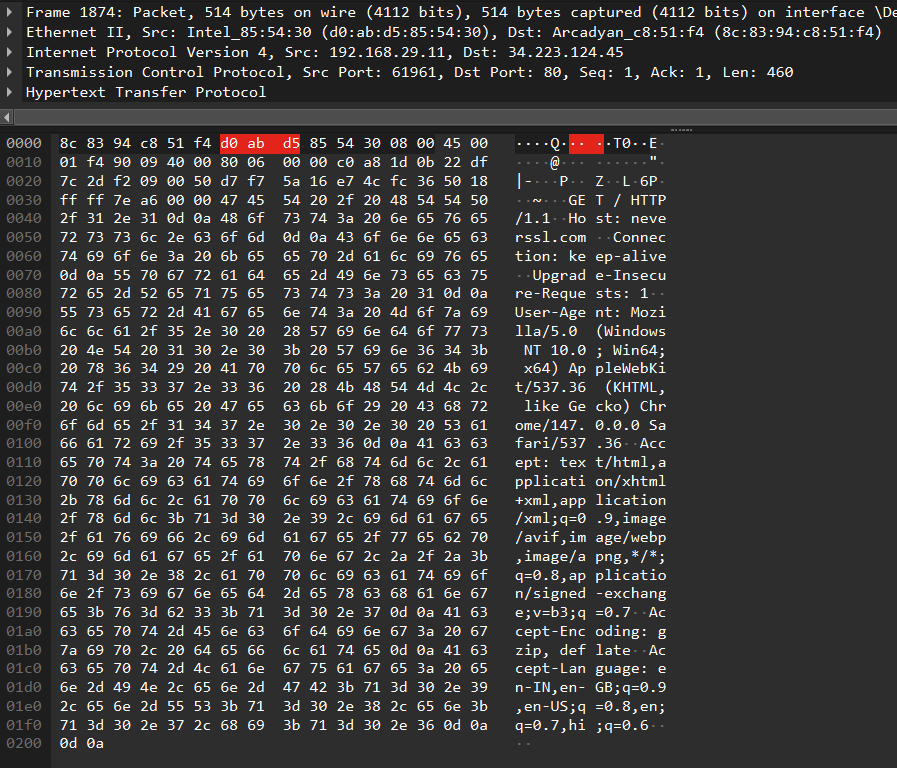 Frame 1874: Packet, 514 bytes on wire (4112 bits), 514 bytes captured (4112 bits) on interface \De
Ethernet II, Src: Intel_85:54:30 (d0:ab:d5:85:54:30), Dst: Arcadyan_c8:51:f4 (8c:83:94:c8:51:f4)
Internet Protocol Version 4, Src: 192.168.29.11, Dst: 34.223.124.45
Transmission Control Protocol, Src Port: 61961, Dst Port: 80, Seq: 1, Ack: 1, Len: 460
Hypertext Transfer Protocol
0000 8c 83 94 c8 51 f4 d0 ab d5 85 54 30 08 00 45 00 ····Q··· ··T0··E·
0010 01 f4 90 09 40 00 80 06 00 00 c0 a8 1d 0b 22 df ····@··· ······"·
0020 7c 2d f2 09 00 50 d7 f7 5a 16 e7 4c fc 36 50 18 |-···P·· Z··L·6P·
0030 ff ff 7e a6 00 00 47 45 54 20 2f 20 48 54 54 50 ··~···GE T / HTTP
0040 2f 31 2e 31 0d 0a 48 6f 73 74 3a 20 6e 65 76 65 /1.1··Ho st: neve
0050 72 73 73 6c 2e 63 6f 6d 0d 0a 43 6f 6e 6e 65 63 rssl.com ··Connec
0060 74 69 6f 6e 3a 20 6b 65 65 70 2d 61 6c 69 76 65 tion: ke ep-alive
0070 0d 0a 55 70 67 72 61 64 65 2d 49 6e 73 65 63 75 ··Upgrad e-Insecu
0080 72 65 2d 52 65 71 75 65 73 74 73 3a 20 31 0d 0a re-Reque sts: 1··
0090 55 73 65 72 2d 41 67 65 6e 74 3a 20 4d 6f 7a 69 User-Age nt: Mozi
00a0 6c 6c 61 2f 35 2e 30 20 28 57 69 6e 64 6f 77 73 lla/5.0 (Windows
00b0 20 4e 54 20 31 30 2e 30 3b 20 57 69 6e 36 34 3b NT 10.0 ; Win64;
00c0 20 78 36 34 29 20 41 70 70 6c 65 57 65 62 4b 69 x64) Ap pleWebKi
00d0 74 2f 35 33 37 2e 33 36 20 28 4b 48 54 4d 4c 2c t/537.36 (KHTML,
00e0 20 6c 69 6b 65 20 47 65 63 6b 6f 29 20 43 68 72 like Ge cko) Chr
00f0 6f 6d 65 2f 31 34 37 2e 30 2e 30 2e 30 20 53 61 ome/147. 0.0.0 Sa
0100 66 61 72 69 2f 35 33 37 2e 33 36 0d 0a 41 63 63 fari/537 .36··Acc
0110 65 70 74 3a 20 74 65 78 74 2f 68 74 6d 6c 2c 61 ept: tex t/html,a
0120 70 70 6c 69 63 61 74 69 6f 6e 2f 78 68 74 6d 6c pplicati on/xhtml
0130 2b 78 6d 6c 2c 61 70 70 6c 69 63 61 74 69 6f 6e +xml,app lication
0140 2f 78 6d 6c 3b 71 3d 30 2e 39 2c 69 6d 61 67 65 /xml;q=0 .9,image
0150 2f 61 76 69 66 2c 69 6d 61 67 65 2f 77 65 62 70 /avif,im age/webp
0160 2c 69 6d 61 67 65 2f 61 70 6e 67 2c 2a 2f 2a 3b ,image/a png,*/*;
0170 71 3d 30 2e 38 2c 61 70 70 6c 69 63 61 74 69 6f q=0.8,ap plicatio
0180 6e 2f 73 69 67 6e 65 64 2d 65 78 63 68 61 6e 67 n/signed -exchang
0190 65 3b 76 3d 62 33 3b 71 3d 30 2e 37 0d 0a 41 63 e;v=b3;q =0.7··Ac
01a0 63 65 70 74 2d 45 6e 63 6f 64 69 6e 67 3a 20 67 cept-Enc oding: g
01b0 7a 69 70 2c 20 64 65 66 6c 61 74 65 0d 0a 41 63 zip, def late··Ac
01c0 63 65 70 74 2d 4c 61 6e 67 75 61 67 65 3a 20 65 cept-Lan guage: e
01d0 6e 2d 49 4e 2c 65 6e 2d 47 42 3b 71 3d 30 2e 39 n-IN,en- GB;q=0.9
01e0 2c 65 6e 2d 55 53 3b 71 3d 30 2e 38 2c 65 6e 3b ,en-US;q =0.8,en;
01f0 71 3d 30 2e 37 2c 68 69 3b 71 3d 30 2e 36 0d 0a q=0.7,hi ;q=0.6··
0200 0d 0a ··